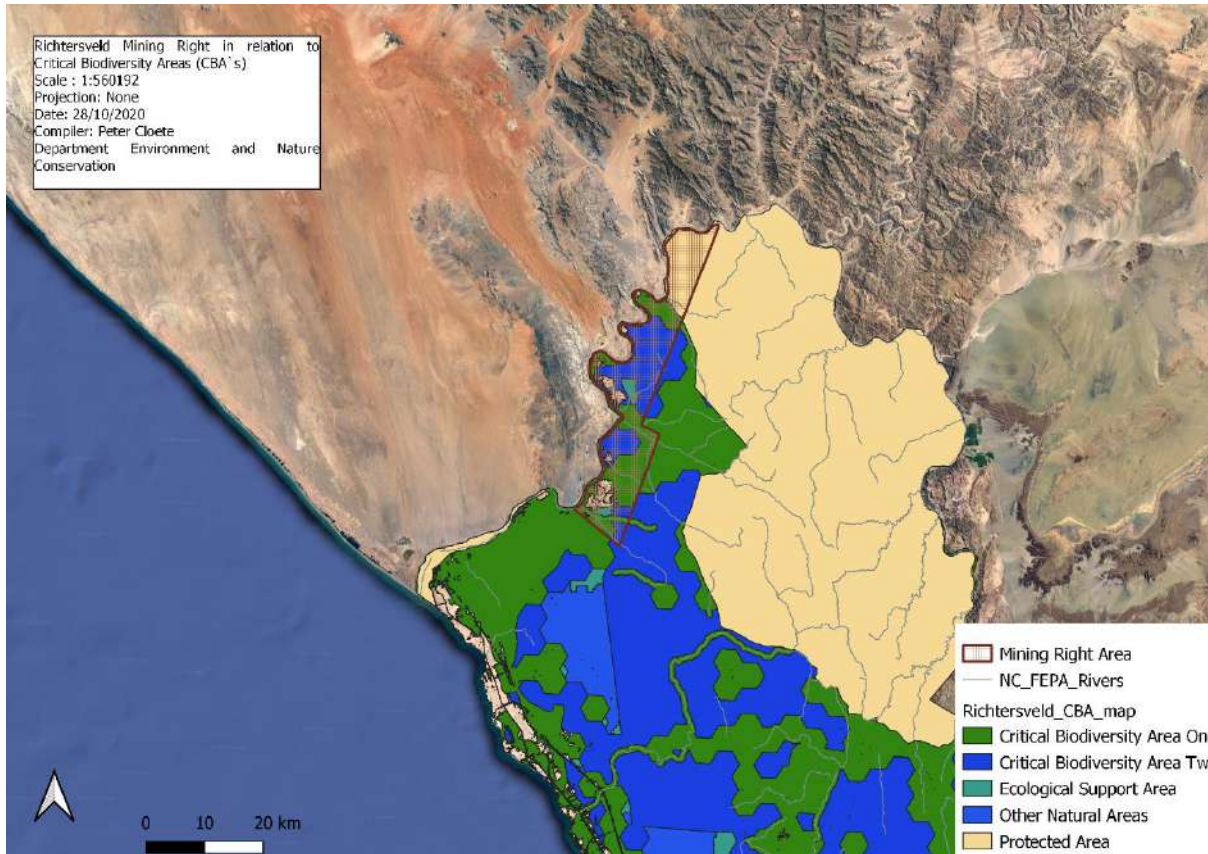 Richtersveld Mining Right in relation to
Critical Biodiversity Areas (CBA`s)
Scale : 1:560192
Projection: None
Date: 28/10/2020
Compiler: Peter Cloete
Department Environment and Nature
Conservation
Mining Right Area
NC_FEPA_Rivers
Richtersveld_CBA_map
Critical Biodiversity Area On
Critical Biodiversity Area Tw
Ecological Support Area
Other Natural Areas
Protected Area
0 10 20 km